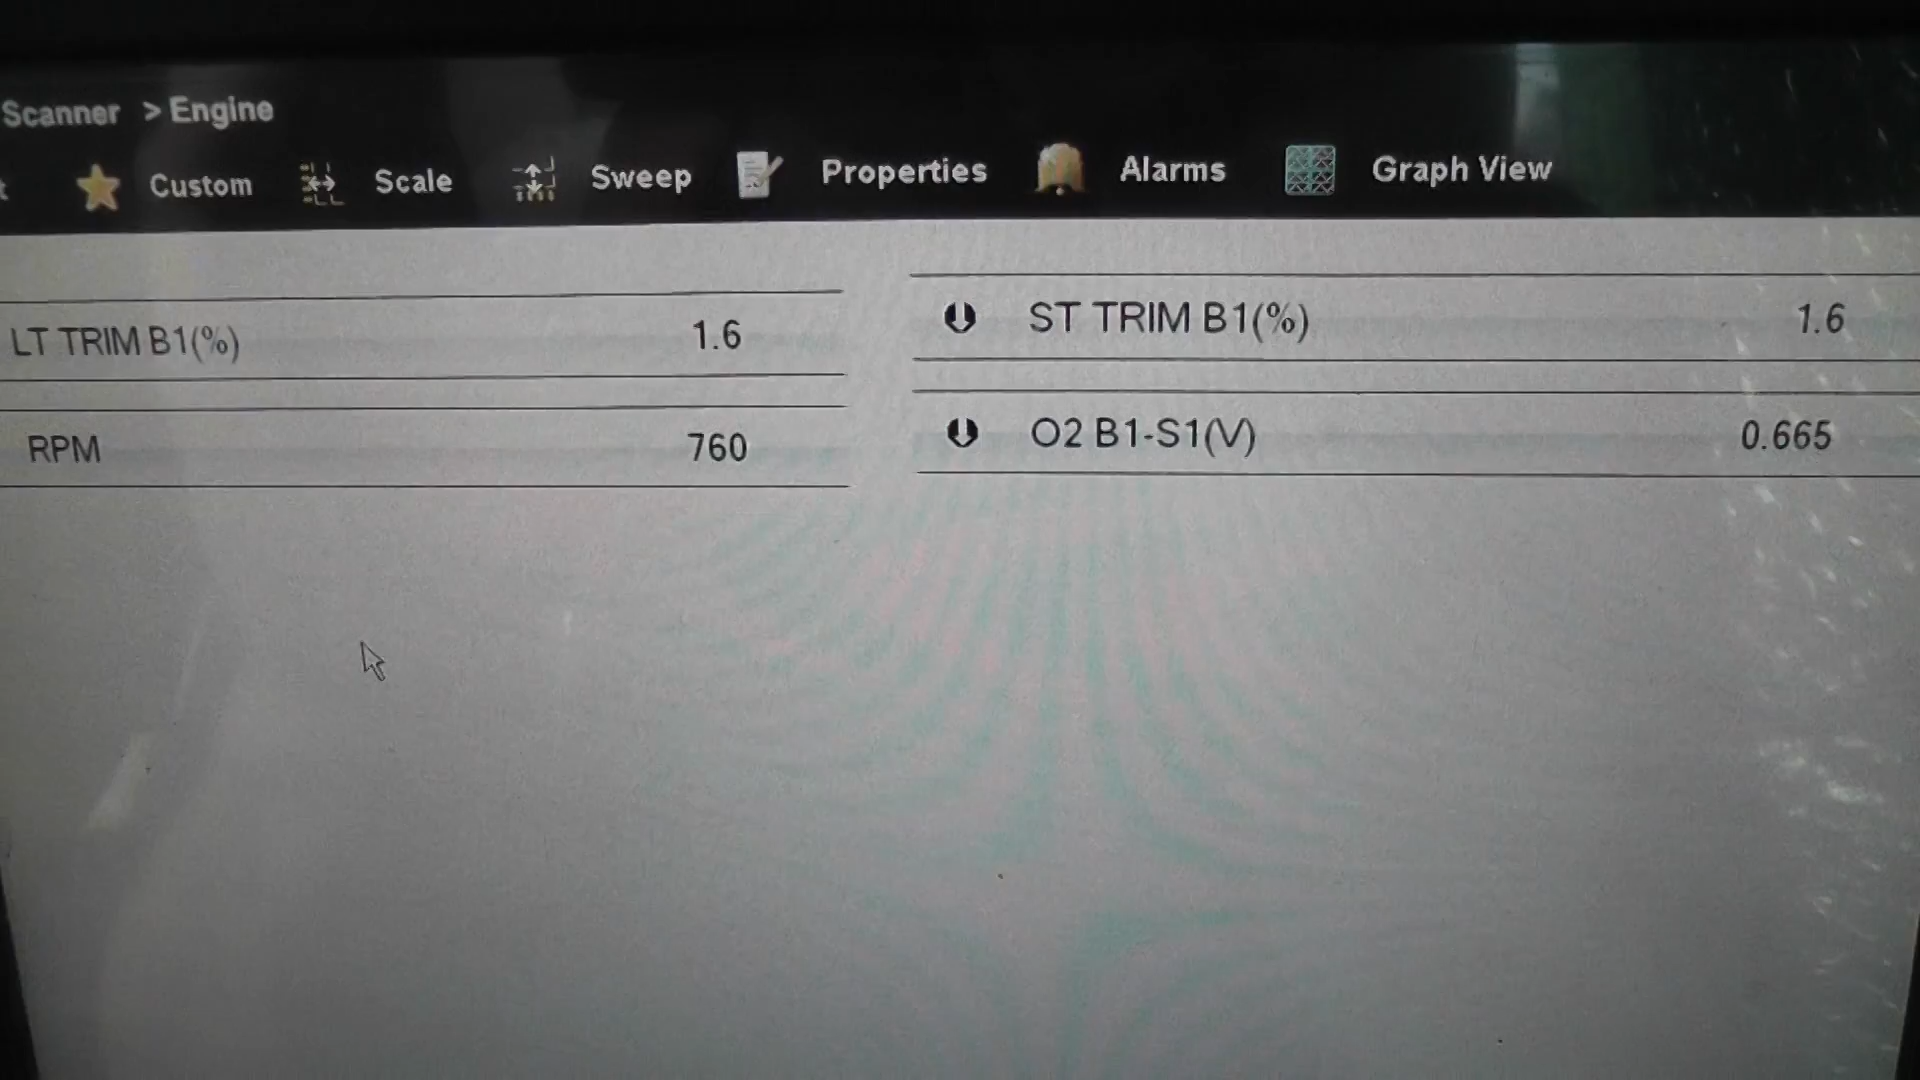 Scanner > Engine
Custom Scale Sweep Properties Alarms Graph View
LT TRIM B1(%) 1.6 ST TRIM B1(%) 1.6
RPM 760 O2 B1-S1(V) 0.665